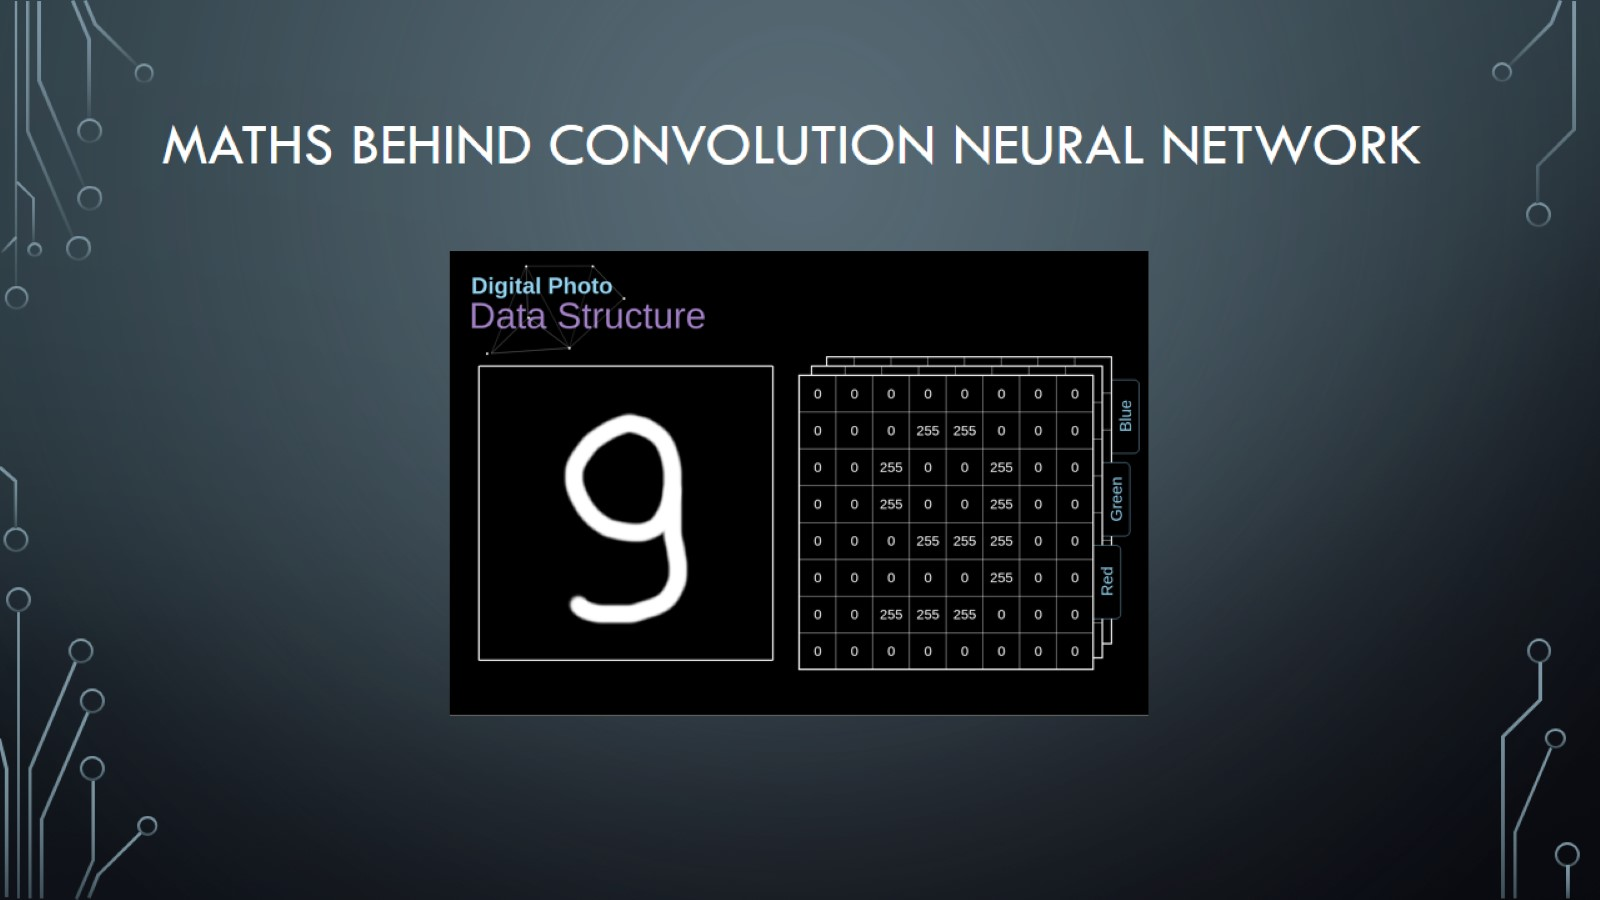 MATHS BEHIND CONVOLUTION NEURAL NETWORK
Digital Photo
Data Structure
9
0 0 0 0 0 0 0 0
0 0 0 255 255 0 0 0
0 0 255 0 0 255 0 0
0 0 255 0 0 255 0 0
0 0 0 255 255 255 0 0
0 0 0 0 0 255 0 0
0 0 255 255 255 0 0 0
0 0 0 0 0 0 0 0
Blue
Green
Red